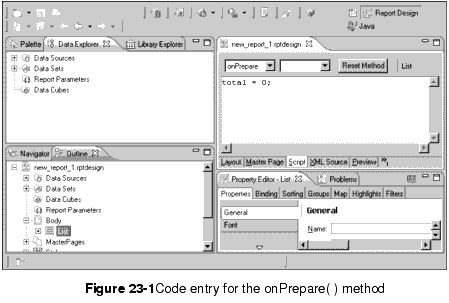 Report Design
Java
Palette Data Explorer Library Explorer
Data Sources
Data Sets
Report Parameters
Data Cubes
new_report_1.rptdesign
onPrepare Reset Method List
total = 0;
Layout Master Page Script XML Source Preview »1
Navigator Outline
new_report_1.rptdesign
Data Sources
Data Sets
Data Cubes
Report Parameters
Body
List
MasterPages
Property Editor - List Problems
Properties Binding Sorting Groups Map Highlights Filters
General
Font
General
Name:
Figure 23-1Code entry for the onPrepare( ) method